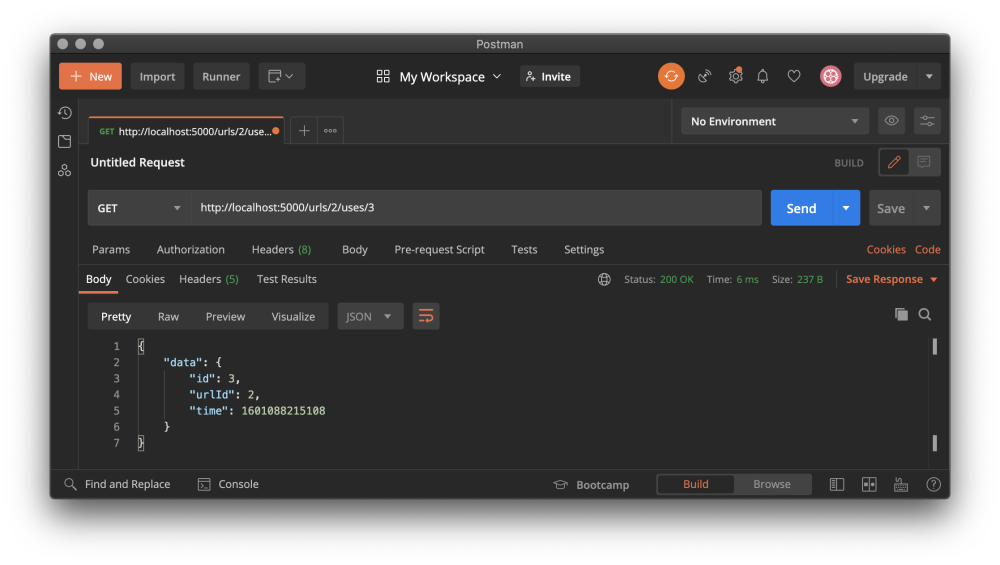 Postman
New Import Runner My Workspace Invite Upgrade
GET http://localhost:5000/urls/2/use... No Environment
Untitled Request BUILD
GET http://localhost:5000/urls/2/uses/3 Send Save
Params Authorization Headers (8) Body Pre-request Script Tests Settings Cookies Code
Body Cookies Headers (5) Test Results Status: 200 OK Time: 6 ms Size: 237 B Save Response
Pretty Raw Preview Visualize JSON
1 {
2 "data": {
3 "id": 3,
4 "urlId": 2,
5 "time": 1601088215108
6 }
7 }
Find and Replace Console Bootcamp Build Browse